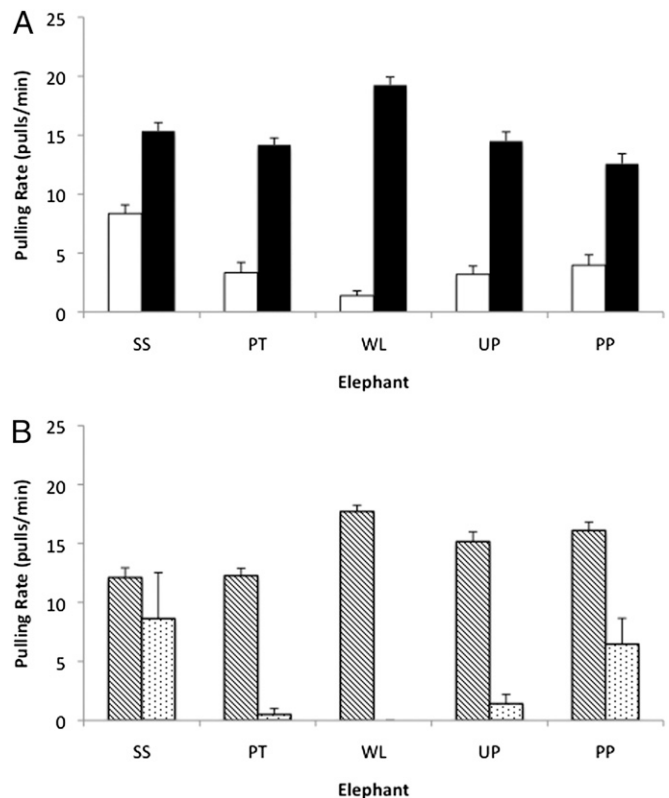 A
Pulling Rate (pulls/min)
25
20
15
10
5
0
SS PT WL UP PP
Elephant
B
Pulling Rate (pulls/min)
25
20
15
10
5
0
SS PT WL UP PP
Elephant